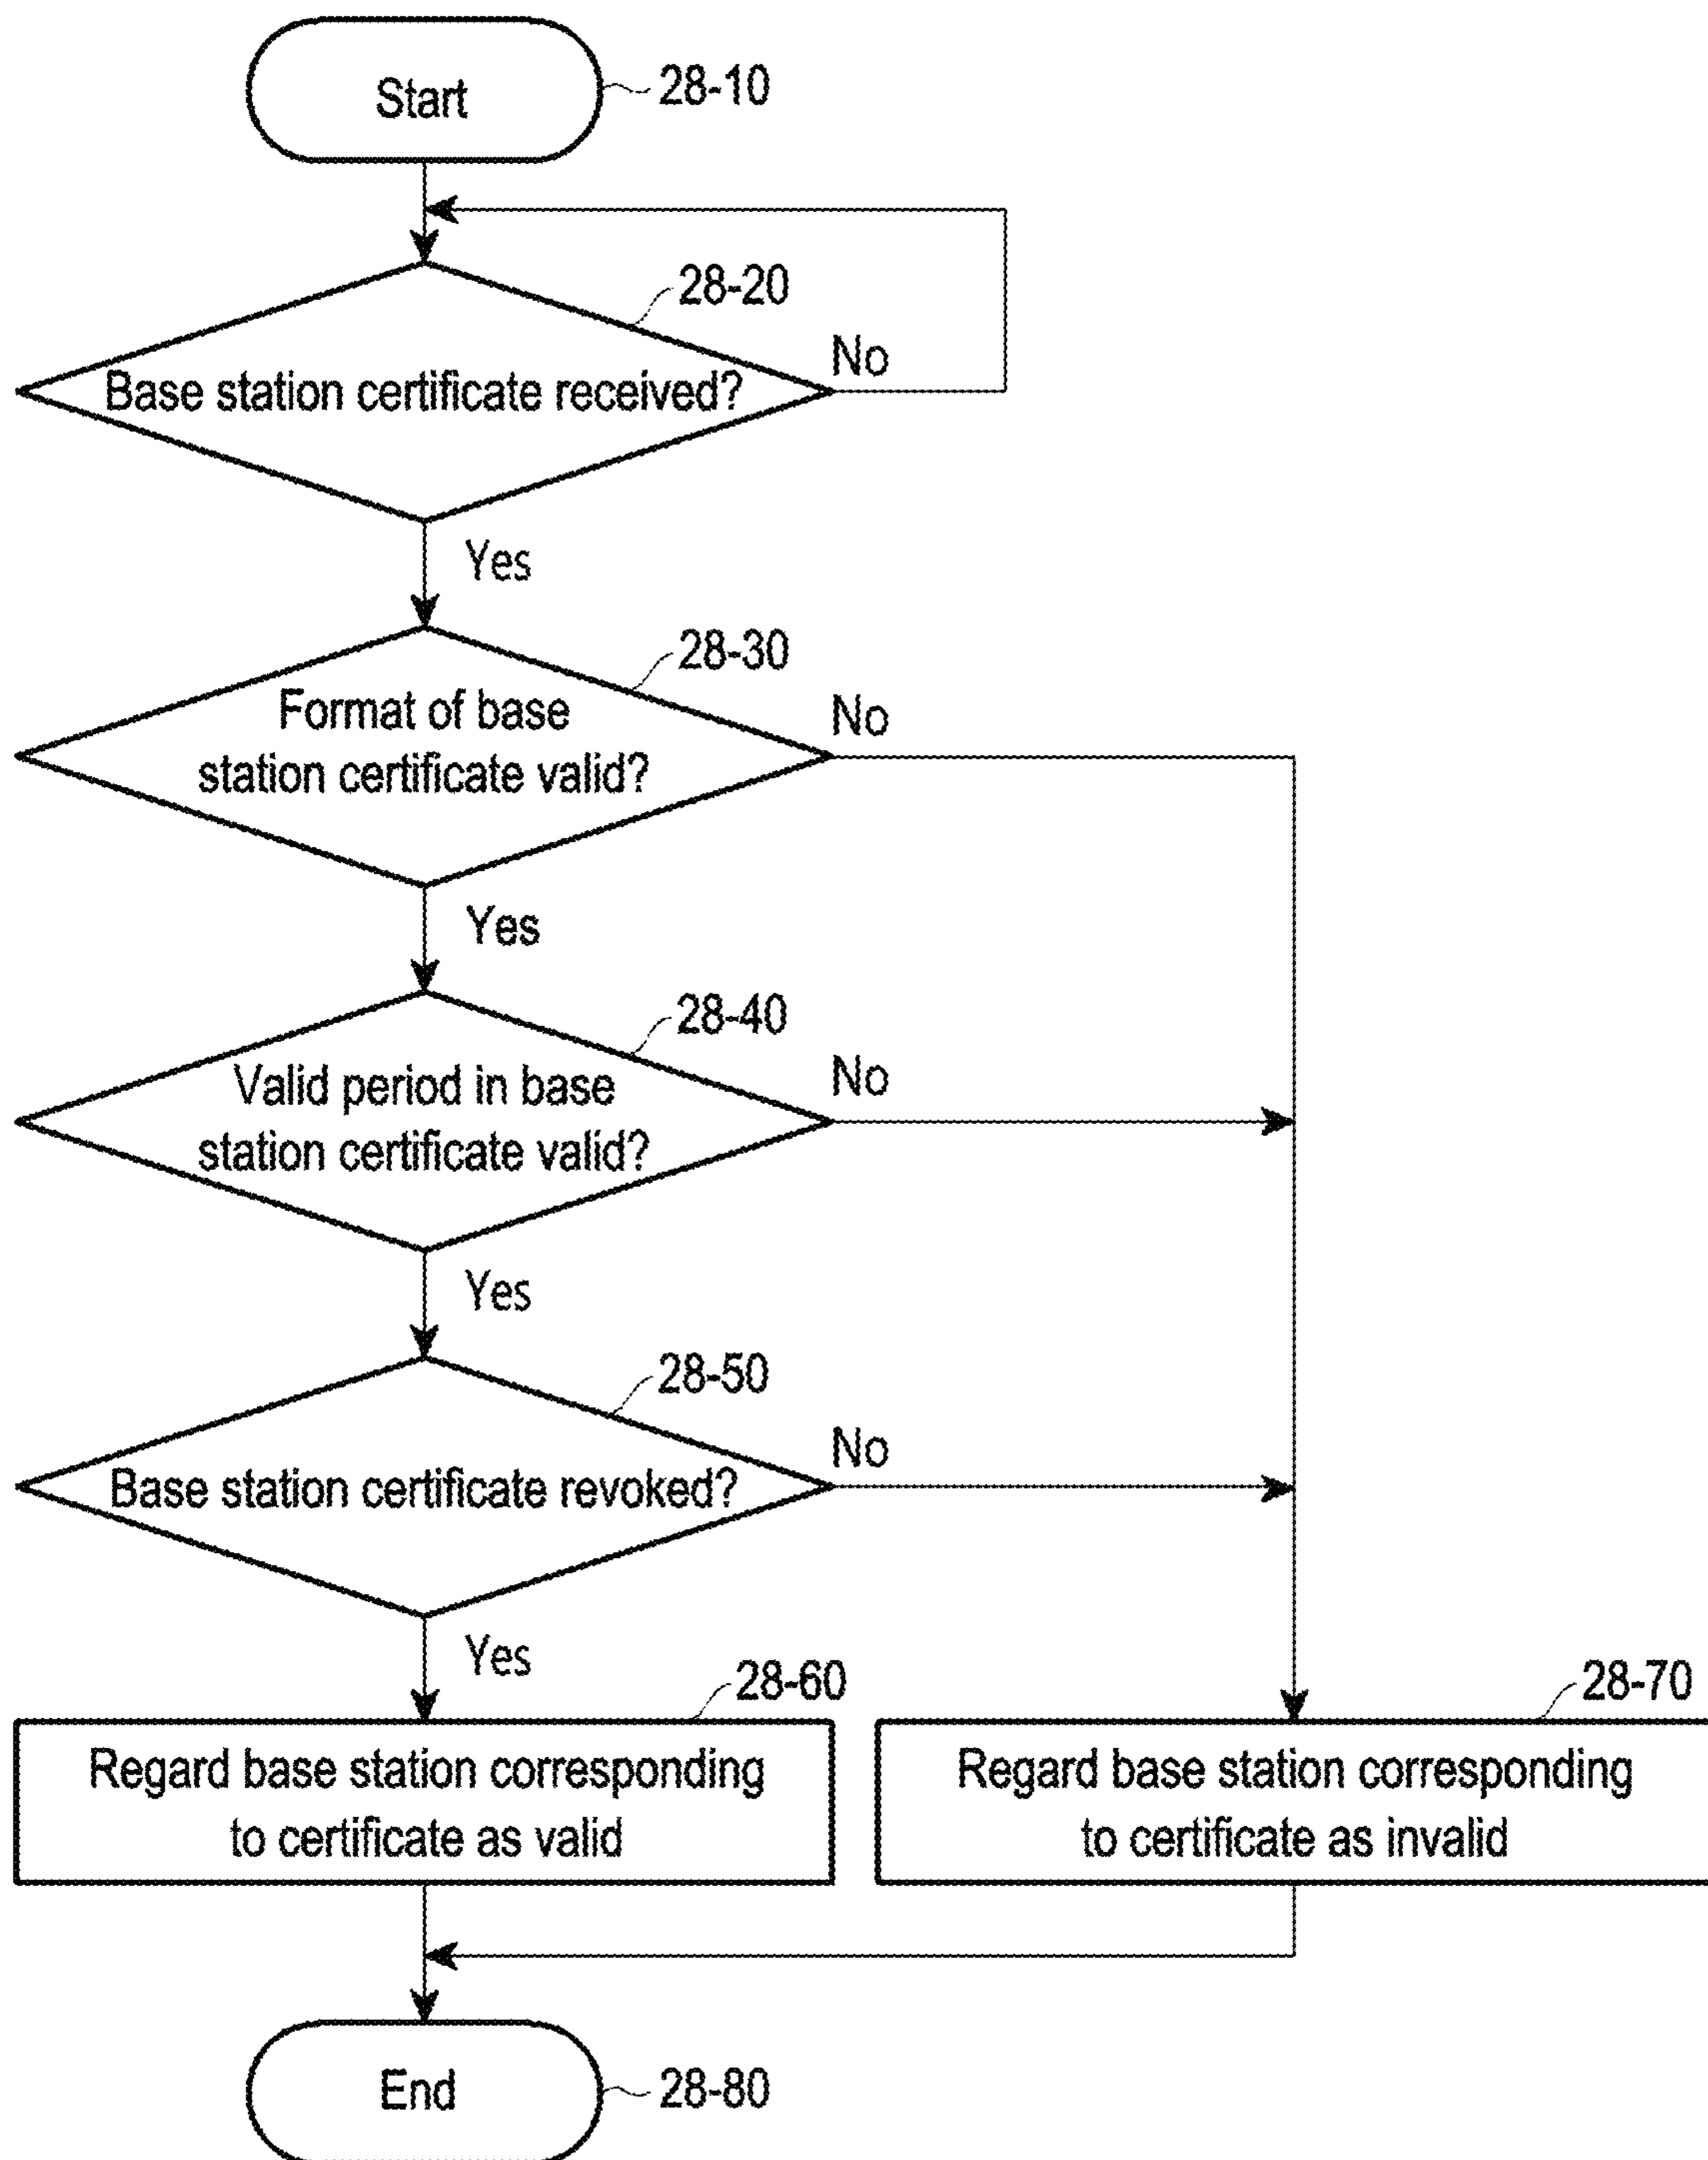 Start
28-10
28-20
Base station certificate received?
No
Yes
28-30
Format of base
station certificate valid?
No
Yes
28-40
Valid period in base
station certificate valid?
No
Yes
28-50
Base station certificate revoked?
No
Yes
28-60
Regard base station corresponding
to certificate as valid
28-70
Regard base station corresponding
to certificate as invalid
End
28-80